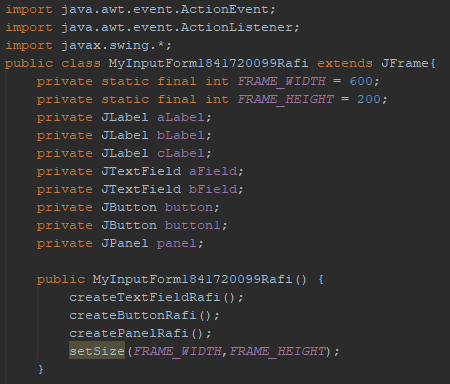 import java.awt.event.ActionEvent;
import java.awt.event.ActionListener;
import javax.swing.*;
public class MyInputForm1841720099Rafi extends JFrame{
    private static final int FRAME_WIDTH = 600;
    private static final int FRAME_HEIGHT = 200;
    private JLabel aLabel;
    private JLabel bLabel;
    private JLabel cLabel;
    private JTextField aField;
    private JTextField bField;
    private JButton button;
    private JButton button1;
    private JPanel panel;

    public MyInputForm1841720099Rafi() {
        createTextFieldRafi();
        createButtonRafi();
        createPanelRafi();
        setSize(FRAME_WIDTH,FRAME_HEIGHT);
    }